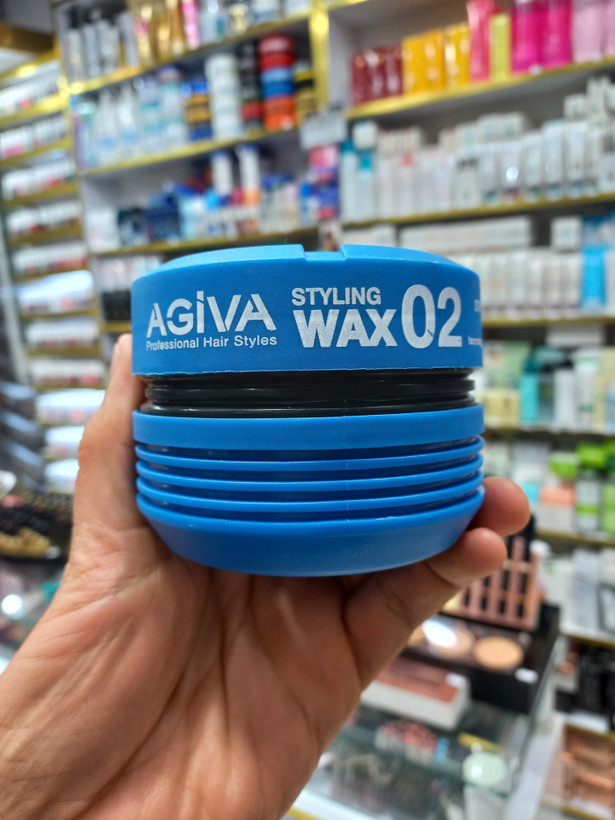 AGiVA
Professional Hair Styles
STYLING
WAX 02